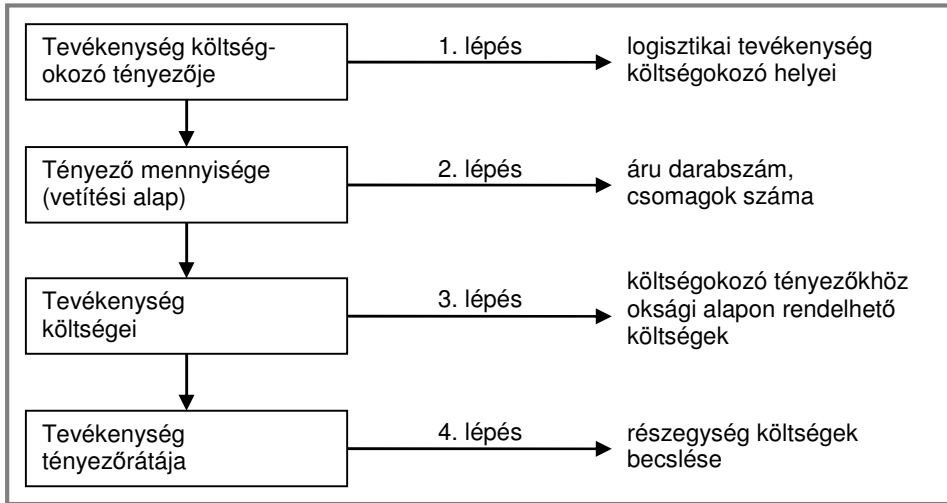 Tevékenység költség-
okozó tényezője
1. lépés
logisztikai tevékenység
költségokozó helyei
Tényező mennyisége
(vetítési alap)
2. lépés
áru darabszám,
csomagok száma
Tevékenység
költségei
3. lépés
költségokozó tényezőkhöz
oksági alapon rendelhető
költségek
Tevékenység
tényezőrátája
4. lépés
részegység költségek
becslése